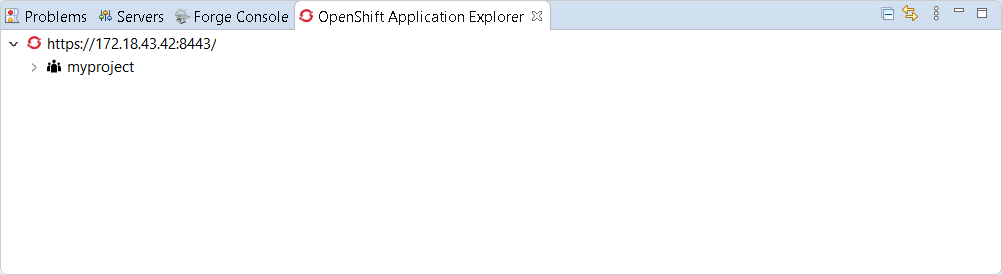 Problems Servers Forge Console OpenShift Application Explorer
https://172.18.43.42:8443/
myproject